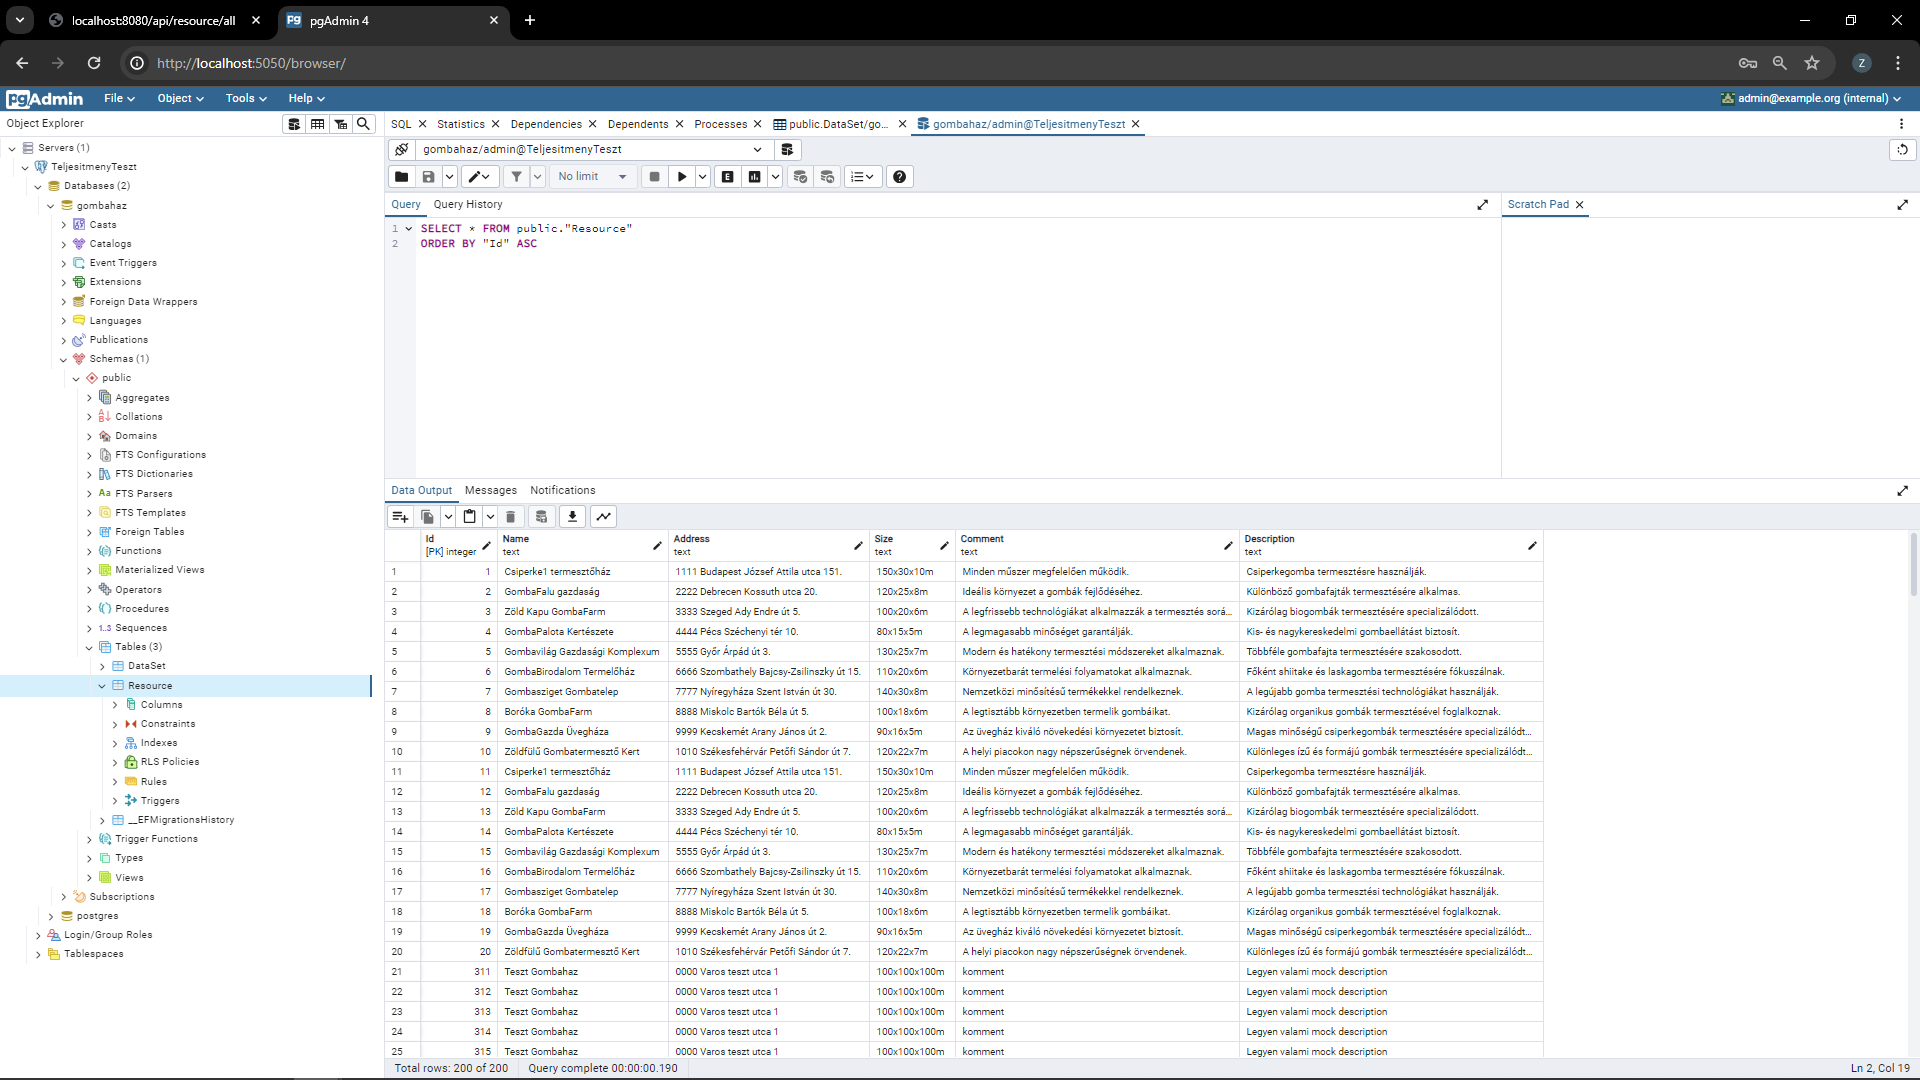 localhost:8080/api/resource/all
pgAdmin 4
http://localhost:5050/browser/
Z
pgAdmin File Object Tools Help admin@example.org (internal)
Object Explorer
SQL Statistics Dependencies Dependents Processes public.DataSet/go... gombahaz/admin@TeljesitmenyTeszt
gombahaz/admin@TeljesitmenyTeszt
No limit
E
Query Query History
Scratch Pad
1 SELECT * FROM public."Resource"
2 ORDER BY "Id" ASC
Servers (1)
TeljesitmenyTeszt
Databases (2)
gombahaz
Casts
Catalogs
Event Triggers
Extensions
Foreign Data Wrappers
Languages
Publications
Schemas (1)
public
Aggregates
Collations
Domains
FTS Configurations
FTS Dictionaries
Aa FTS Parsers
FTS Templates
Foreign Tables
Functions
Materialized Views
Operators
Procedures
1..3 Sequences
Tables (3)
DataSet
Resource
Columns
Constraints
Indexes
RLS Policies
Rules
Triggers
__EFMigrationsHistory
Trigger Functions
Types
Views
Subscriptions
postgres
Login/Group Roles
Tablespaces
Data Output Messages Notifications
Id Name Address Size Comment Description
[PK] integer text text text text text
1 1 Csiperke1 termesztőház 1111 Budapest József Attila utca 151. 150x30x10m Minden műszer megfelelően működik. Csiperkegomba termesztésre használják.
2 2 GombaFalu gazdaság 2222 Debrecen Kossuth utca 20. 120x25x8m Ideális környezet a gombák fejlődéséhez. Különböző gombafajták termesztésére alkalmas.
3 3 Zöld Kapu GombaFarm 3333 Szeged Ady Endre út 5. 100x20x6m A legfrissebb technológiákat alkalmazzák a termesztés sorá... Kizárólag biogombák termesztésére specializálódott.
4 4 GombaPalota Kertészete 4444 Pécs Széchenyi tér 10. 80x15x5m A legmagasabb minőséget garantálják. Kis- és nagykereskedelmi gombaellátást biztosít.
5 5 Gombavilág Gazdasági Komplexum 5555 Győr Árpád út 3. 130x25x7m Modern és hatékony termesztési módszereket alkalmaznak. Többféle gombafajta termesztésére szakosodott.
6 6 GombaBirodalom Termelőház 6666 Szombathely Bajcsy-Zsilinszky út 15. 110x20x6m Környezetbarát termelési folyamatokat alkalmaznak. Főként shiitake és laskagomba termesztésére fókuszálnak.
7 7 Gombasziget Gombatelep 7777 Nyíregyháza Szent István út 30. 140x30x8m Nemzetközi minősítésű termékekkel rendelkeznek. A legújabb gomba termesztési technológiákat használják.
8 8 Boróka GombaFarm 8888 Miskolc Bartók Béla út 5. 100x18x6m A legtisztább környezetben termelik gombáikat. Kizárólag organikus gombák termesztésével foglalkoznak.
9 9 GombaGazda Üvegháza 9999 Kecskemét Arany János út 2. 90x16x5m Az üvegház kiváló növekedési környezetet biztosít. Magas minőségű csiperkegombák termesztésére specializálódt...
10 10 Zöldfülű Gombatermesztő Kert 1010 Székesfehérvár Petőfi Sándor út 7. 120x22x7m A helyi piacokon nagy népszerűségnek örvendenek. Különleges ízű és formájú gombák termesztésére specializálódt...
11 11 Csiperke1 termesztőház 1111 Budapest József Attila utca 151. 150x30x10m Minden műszer megfelelően működik. Csiperkegomba termesztésre használják.
12 12 GombaFalu gazdaság 2222 Debrecen Kossuth utca 20. 120x25x8m Ideális környezet a gombák fejlődéséhez. Különböző gombafajták termesztésére alkalmas.
13 13 Zöld Kapu GombaFarm 3333 Szeged Ady Endre út 5. 100x20x6m A legfrissebb technológiákat alkalmazzák a termesztés sorá... Kizárólag biogombák termesztésére specializálódott.
14 14 GombaPalota Kertészete 4444 Pécs Széchenyi tér 10. 80x15x5m A legmagasabb minőséget garantálják. Kis- és nagykereskedelmi gombaellátást biztosít.
15 15 Gombavilág Gazdasági Komplexum 5555 Győr Árpád út 3. 130x25x7m Modern és hatékony termesztési módszereket alkalmaznak. Többféle gombafajta termesztésére szakosodott.
16 16 GombaBirodalom Termelőház 6666 Szombathely Bajcsy-Zsilinszky út 15. 110x20x6m Környezetbarát termelési folyamatokat alkalmaznak. Főként shiitake és laskagomba termesztésére fókuszálnak.
17 17 Gombasziget Gombatelep 7777 Nyíregyháza Szent István út 30. 140x30x8m Nemzetközi minősítésű termékekkel rendelkeznek. A legújabb gomba termesztési technológiákat használják.
18 18 Boróka GombaFarm 8888 Miskolc Bartók Béla út 5. 100x18x6m A legtisztább környezetben termelik gombáikat. Kizárólag organikus gombák termesztésével foglalkoznak.
19 19 GombaGazda Üvegháza 9999 Kecskemét Arany János út 2. 90x16x5m Az üvegház kiváló növekedési környezetet biztosít. Magas minőségű csiperkegombák termesztésére specializálódt...
20 20 Zöldfülű Gombatermesztő Kert 1010 Székesfehérvár Petőfi Sándor út 7. 120x22x7m A helyi piacokon nagy népszerűségnek örvendenek. Különleges ízű és formájú gombák termesztésére specializálódt...
21 311 Teszt Gombahaz 0000 Varos teszt utca 1 100x100x100m komment Legyen valami mock description
22 312 Teszt Gombahaz 0000 Varos teszt utca 1 100x100x100m komment Legyen valami mock description
23 313 Teszt Gombahaz 0000 Varos teszt utca 1 100x100x100m komment Legyen valami mock description
24 314 Teszt Gombahaz 0000 Varos teszt utca 1 100x100x100m komment Legyen valami mock description
25 315 Teszt Gombahaz 0000 Varos teszt utca 1 100x100x100m komment Legyen valami mock description
Total rows: 200 of 200 Query complete 00:00:00.190 Ln 2, Col 19